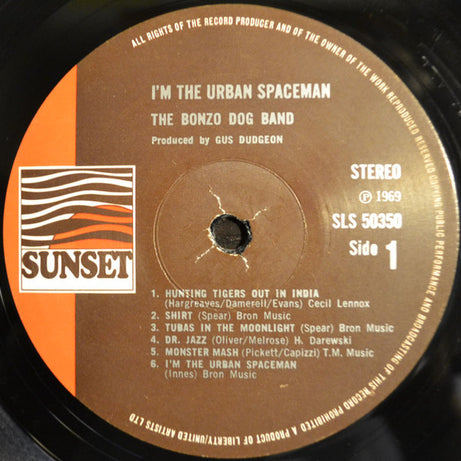 ALL RIGHTS OF THE RECORD PRODUCER AND OF THE OWNER OF THE WORK REPRODUCED RESERVED COPYING PUBLIC PERFORMANCE AND BROADCASTING OF THIS RECORD PROHIBITED A PRODUCT OF LIBERTY/UNITED ARTISTS LTD
I'M THE URBAN SPACEMAN
THE BONZO DOG BAND
Produced by GUS DUDGEON
STEREO
Ⓟ 1969
SLS 50350
Side 1
SUNSET
1. HUNTING TIGERS OUT IN INDIA
(Hargreaves/Damerell/Evans) Cecil Lennox
2. SHIRT (Spear) Bron Music
3. TUBAS IN THE MOONLIGHT (Spear) Bron Music
4. DR. JAZZ (Oliver/Melrose) H. Darewski
5. MONSTER MASH (Pickett/Capizzi) T.M. Music
6. I'M THE URBAN SPACEMAN
(Innes) Bron Music